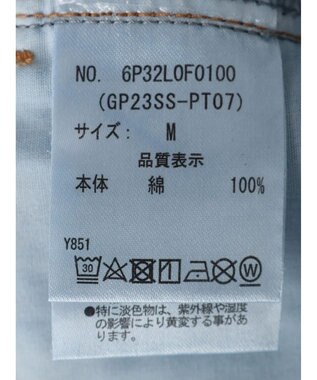 NO. 6P32L0F0100
(GP23SS-PT07)
サイズ: M
品質表示
本体 綿 100%
Y851
30 W
●特に淡色物は、紫外線や湿度
の影響により黄変する事があ
ります。